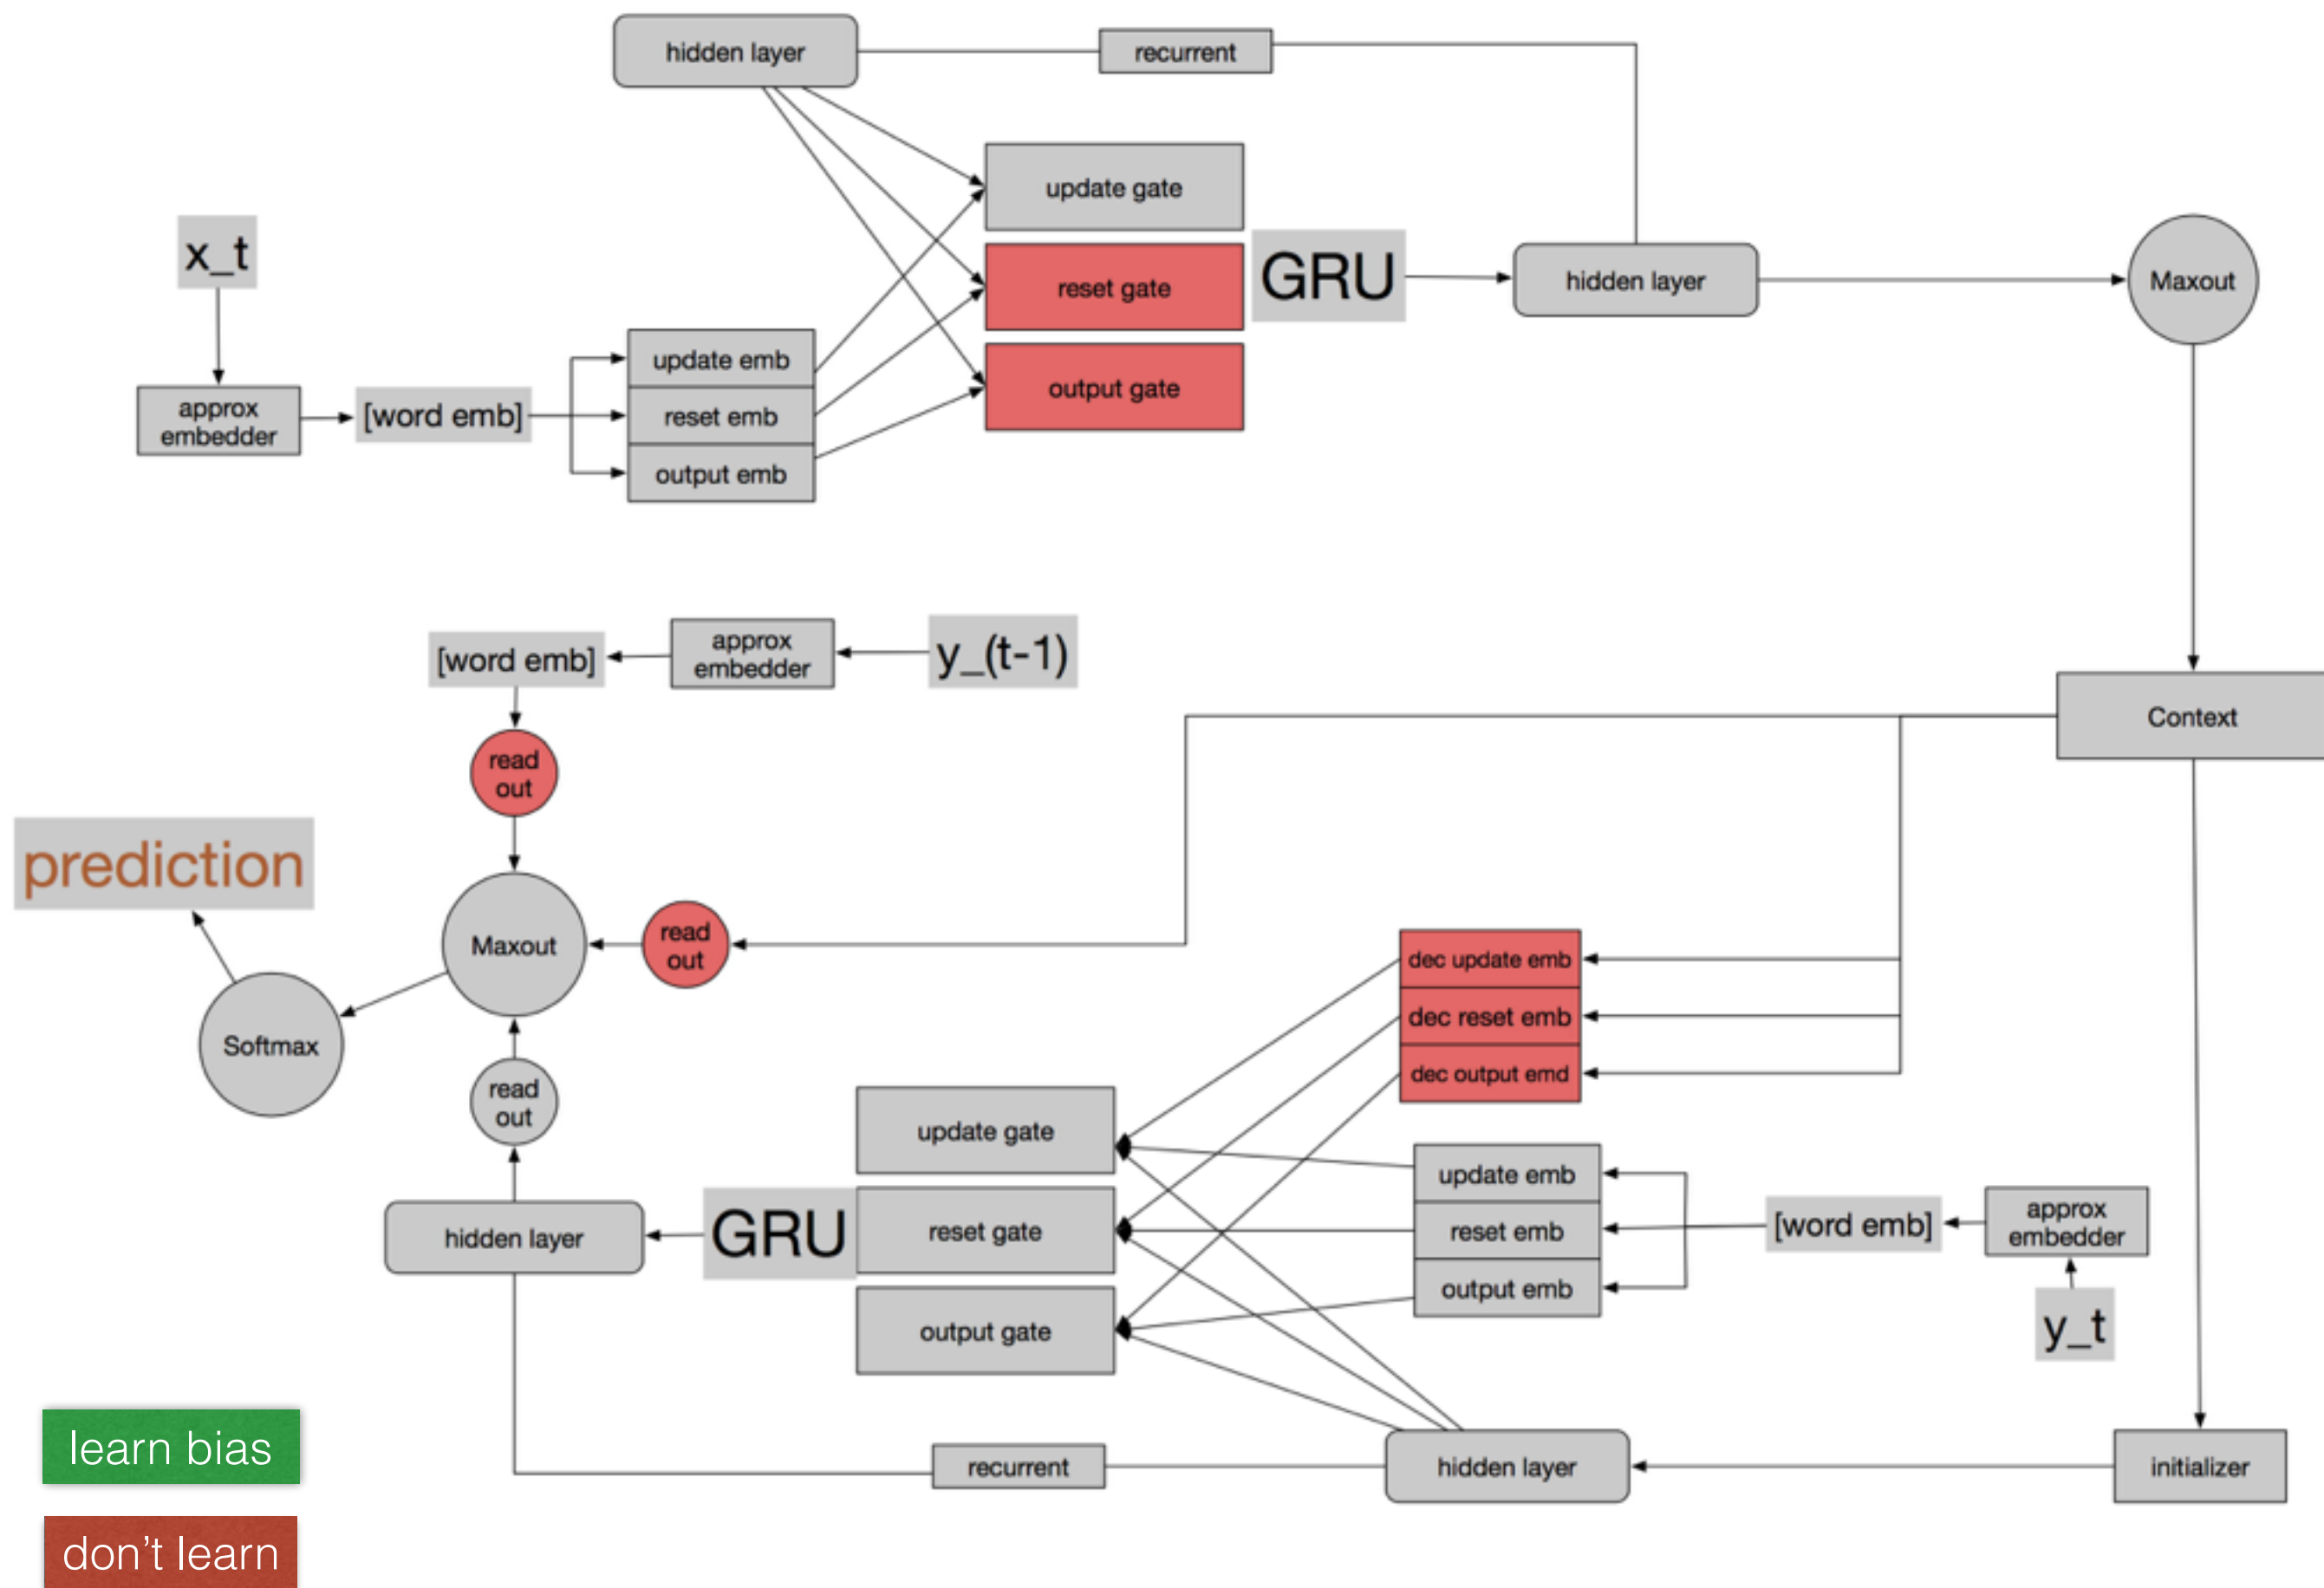 hidden layer
recurrent
update gate
x_t
reset gate
GRU
hidden layer
Maxout
update emb
output gate
approx
embedder
[word emb]
reset emb
output emb
[word emb]
approx
embedder
y_(t-1)
Context
read
out
prediction
Maxout
read
out
dec update emb
dec reset emb
dec output emd
Softmax
read
out
update gate
update emb
hidden layer
GRU
reset gate
reset emb
[word emb]
approx
embedder
output emb
output gate
y_t
learn bias
recurrent
hidden layer
initializer
don't learn